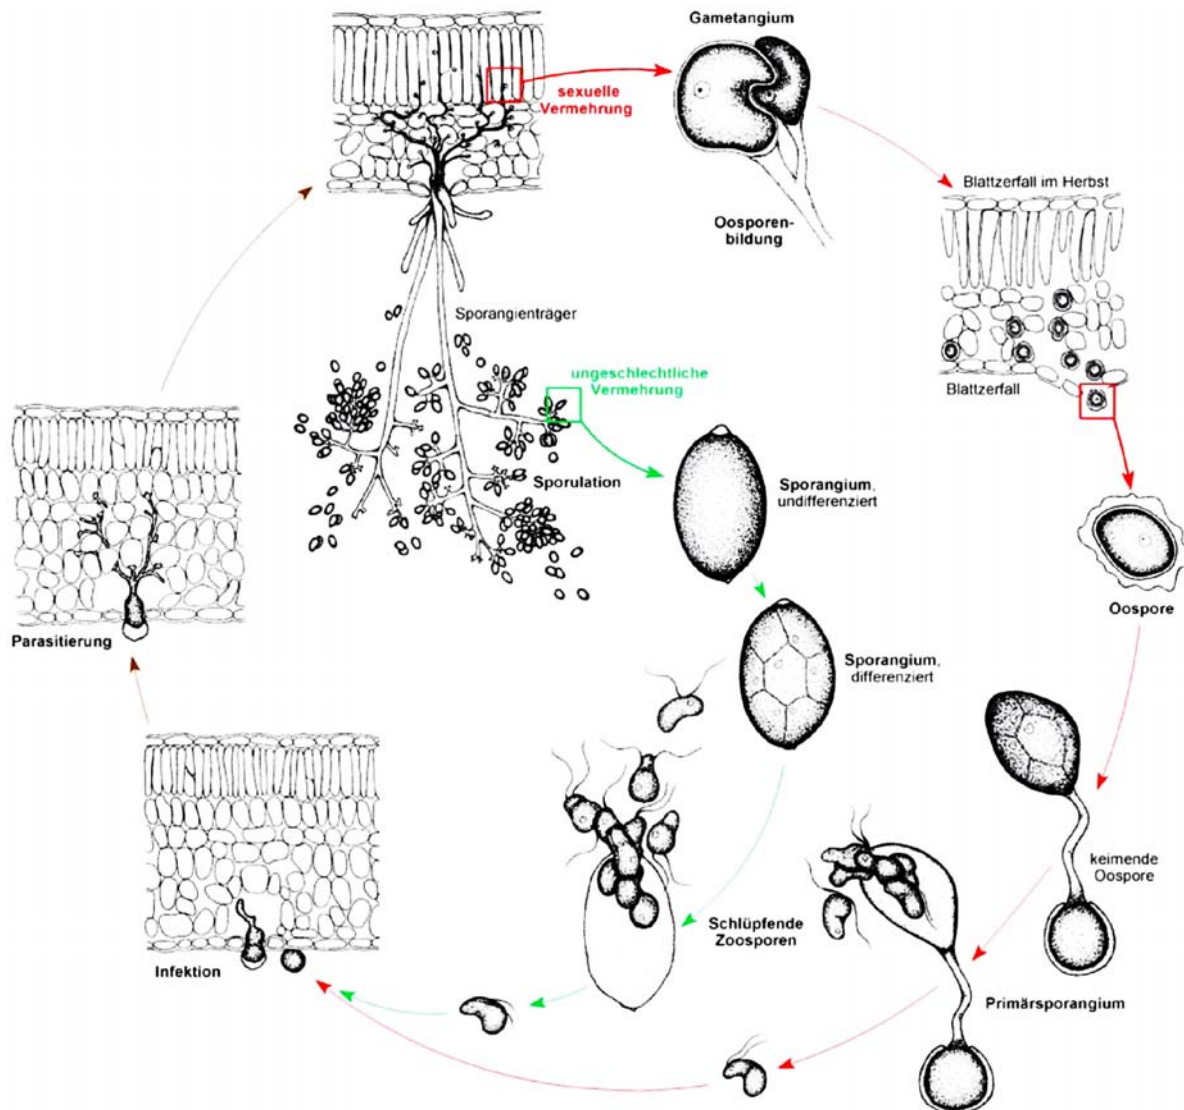 Gametangium
sexuelle
Vermehrung
Oosporen-
bildung
Blattzerfall im Herbst
Blattzerfall
Sporangienträger
ungeschlechtliche
Vermehrung
Sporulation
Sporangium,
undifferenziert
Oospore
Parasitierung
Sporangium,
differenziert
keimende
Oospore
Schlüpfende
Zoosporen
Infektion
Primärsporangium